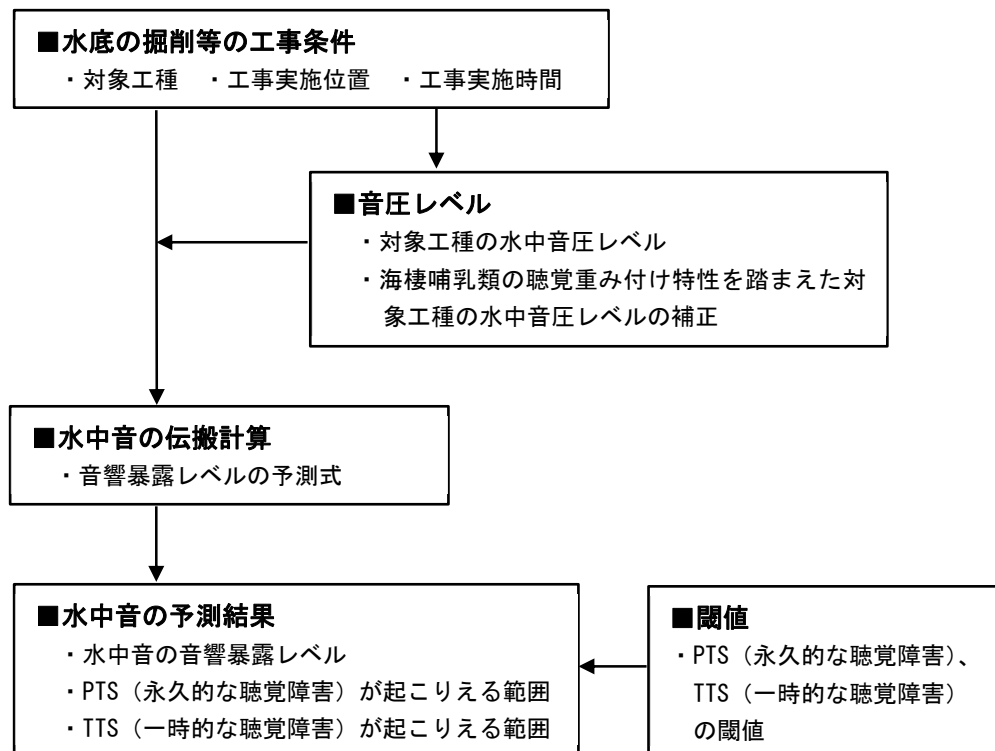 ■水底の掘削等の工事条件
・対象工種　・工事実施位置　・工事実施時間
■音圧レベル
・対象工種の水中音圧レベル
・海棲哺乳類の聴覚重み付け特性を踏まえた対
象工種の水中音圧レベルの補正
■水中音の伝搬計算
・音響暴露レベルの予測式
■水中音の予測結果
・水中音の音響暴露レベル
・PTS（永久的な聴覚障害）が起こりえる範囲
・TTS（一時的な聴覚障害）が起こりえる範囲
■閾値
・PTS（永久的な聴覚障害）、
TTS（一時的な聴覚障害）
の閾値